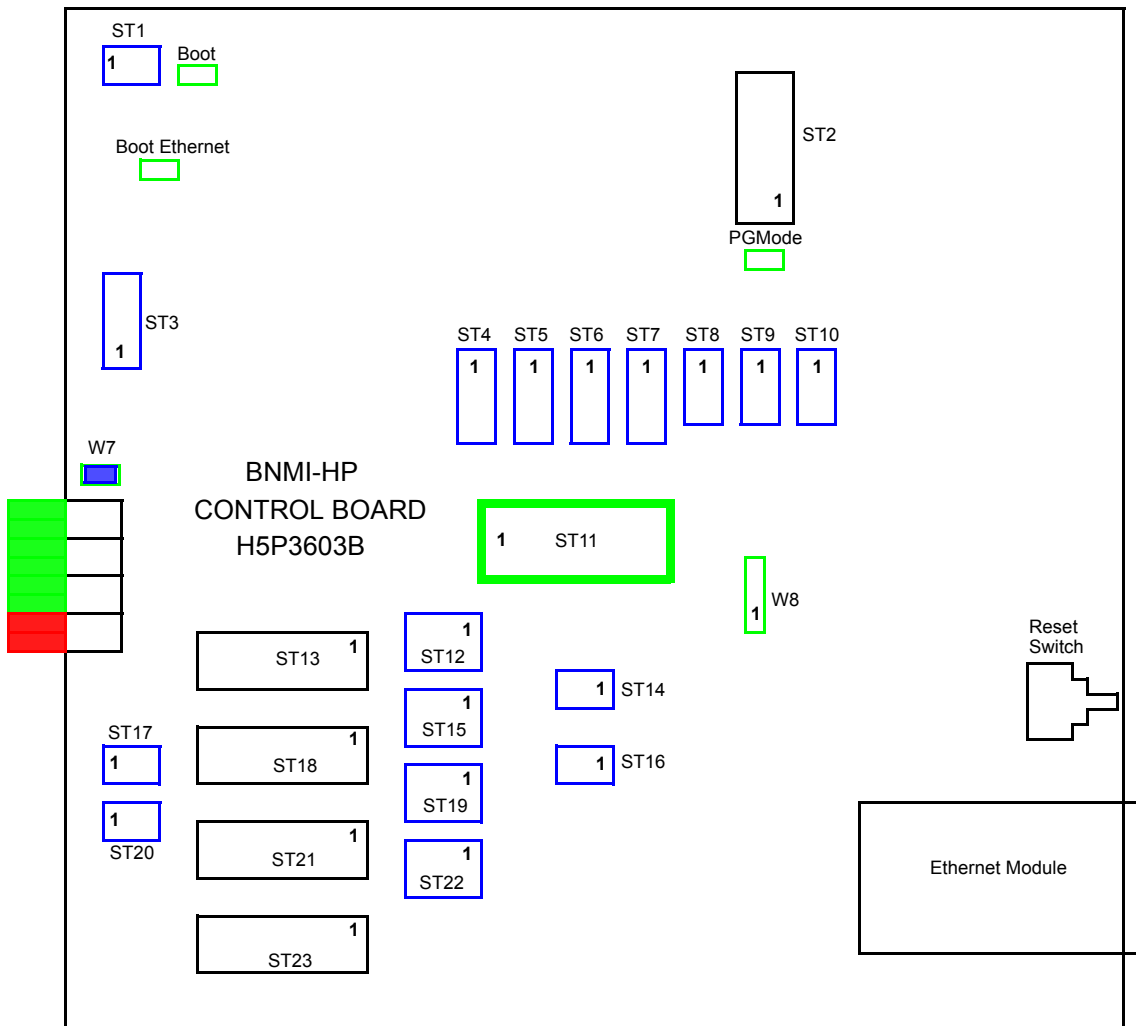 ST1
1
Boot
Boot Ethernet
ST2
1
PGMode
ST3
1
ST4 ST5 ST6 ST7 ST8 ST9 ST10
1 1 1 1 1 1 1
W7
BNMI-HP
CONTROL BOARD
H5P3603B
1 ST11
W8
1
Reset
Switch
1
ST13
1
ST12
1 ST14
1
ST15
ST17
1
1
ST18
1 ST16
1
ST19
1
ST20
1
ST21
1
ST22
Ethernet Module
1
ST23